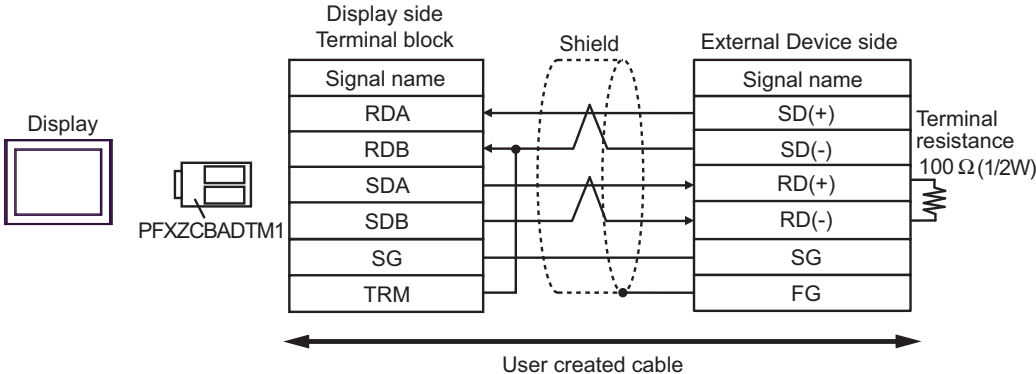 Display side
Terminal block
Shield
External Device side
Signal name
Signal name
RDA
SD(+)
Terminal
resistance
100 Ω (1/2W)
Display
RDB
SD(-)
SDA
RD(+)
PFXZCBADTM1
SDB
RD(-)
SG
SG
TRM
FG
User created cable